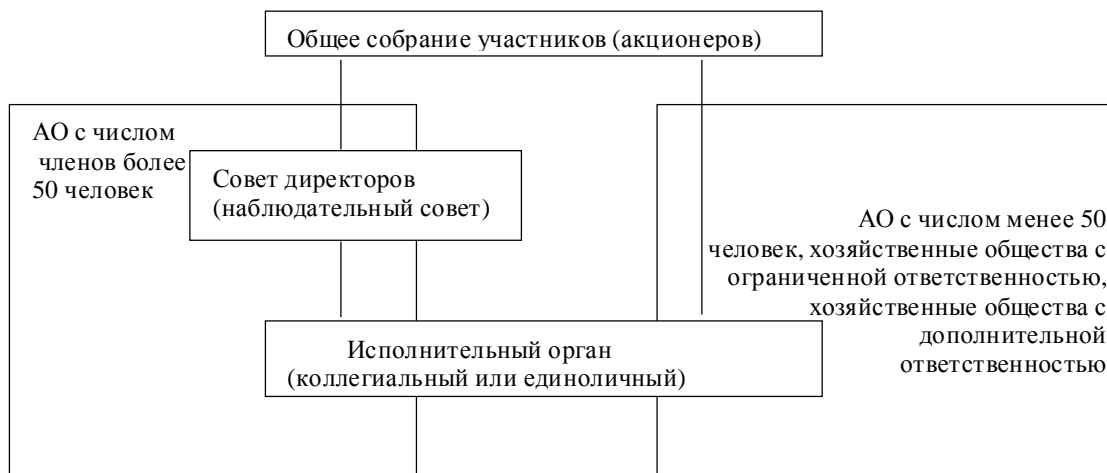 Общее собрание участников (акционеров)
АО с числом
членов более
50 человек
Совет директоров
(наблюдательный совет)
АО с числом менее 50
человек, хозяйственные общества с
ограниченной ответственностью,
хозяйственные общества с
дополнительной
ответственностью
Исполнительный орган
(коллегиальный или единоличный)